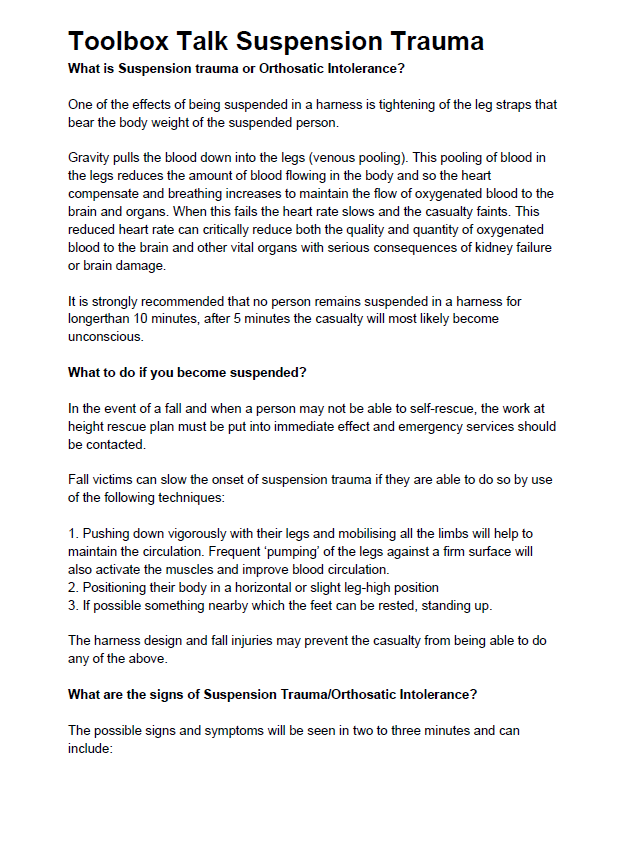 Toolbox Talk Suspension Trauma
What is Suspension trauma or Orthosatic Intolerance?
One of the effects of being suspended in a harness is tightening of the leg straps that
bear the body weight of the suspended person.
Gravity pulls the blood down into the legs (venous pooling). This pooling of blood in
the legs reduces the amount of blood flowing in the body and so the heart
compensate and breathing increases to maintain the flow of oxygenated blood to the
brain and organs. When this fails the heart rate slows and the casualty faints. This
reduced heart rate can critically reduce both the quality and quantity of oxygenated
blood to the brain and other vital organs with serious consequences of kidney failure
or brain damage.
It is strongly recommended that no person remains suspended in a harness for
longerthan 10 minutes, after 5 minutes the casualty will most likely become
unconscious.
What to do if you become suspended?
In the event of a fall and when a person may not be able to self-rescue, the work at
height rescue plan must be put into immediate effect and emergency services should
be contacted.
Fall victims can slow the onset of suspension trauma if they are able to do so by use
of the following techniques:
1. Pushing down vigorously with their legs and mobilising all the limbs will help to
maintain the circulation. Frequent ‘pumping’ of the legs against a firm surface will
also activate the muscles and improve blood circulation.
2. Positioning their body in a horizontal or slight leg-high position
3. If possible something nearby which the feet can be rested, standing up.
The harness design and fall injuries may prevent the casualty from being able to do
any of the above.
What are the signs of Suspension Trauma/Orthosatic Intolerance?
The possible signs and symptoms will be seen in two to three minutes and can
include: